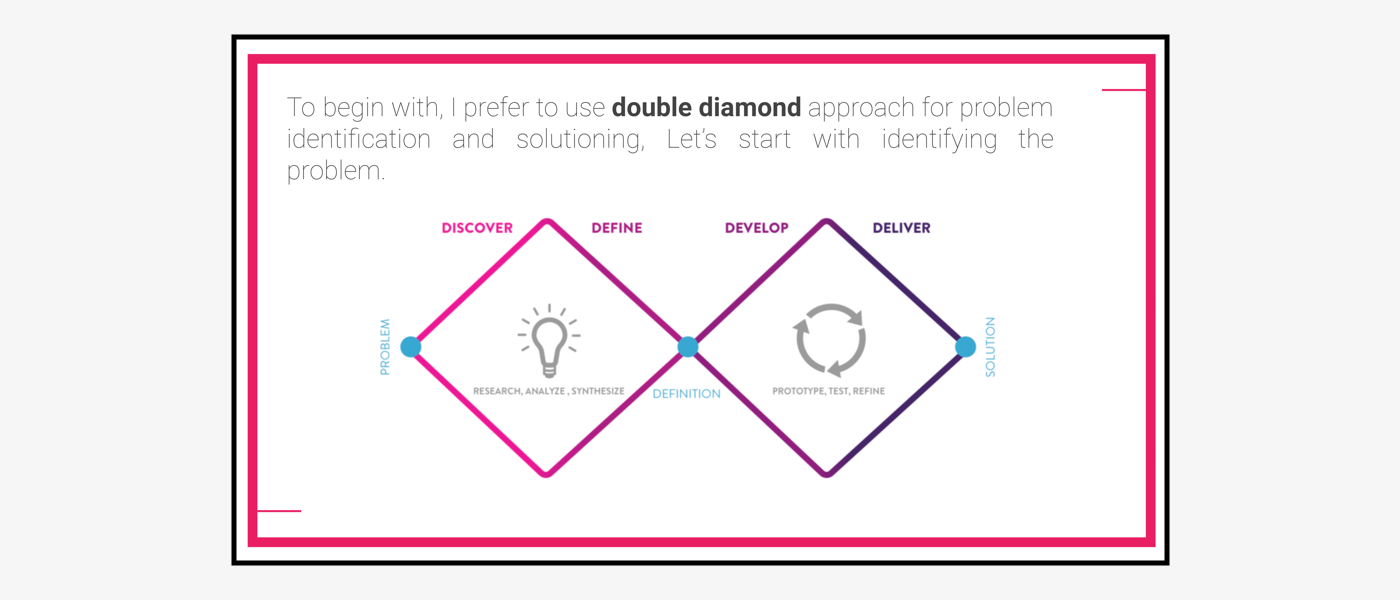 To begin with, I prefer to use double diamond approach for problem
identification and solutioning, Let's start with identifying the
problem.
DISCOVER DEFINE DEVELOP DELIVER
PROBLEM
SOLUTION
RESEARCH, ANALYZE , SYNTHESIZE
DEFINITION
PROTOTYPE, TEST, REFINE